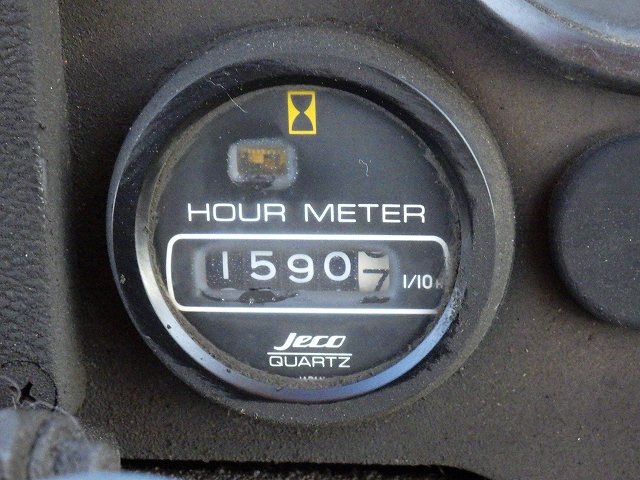 HOUR METER
15907 1/10
Jeco
QUARTZ